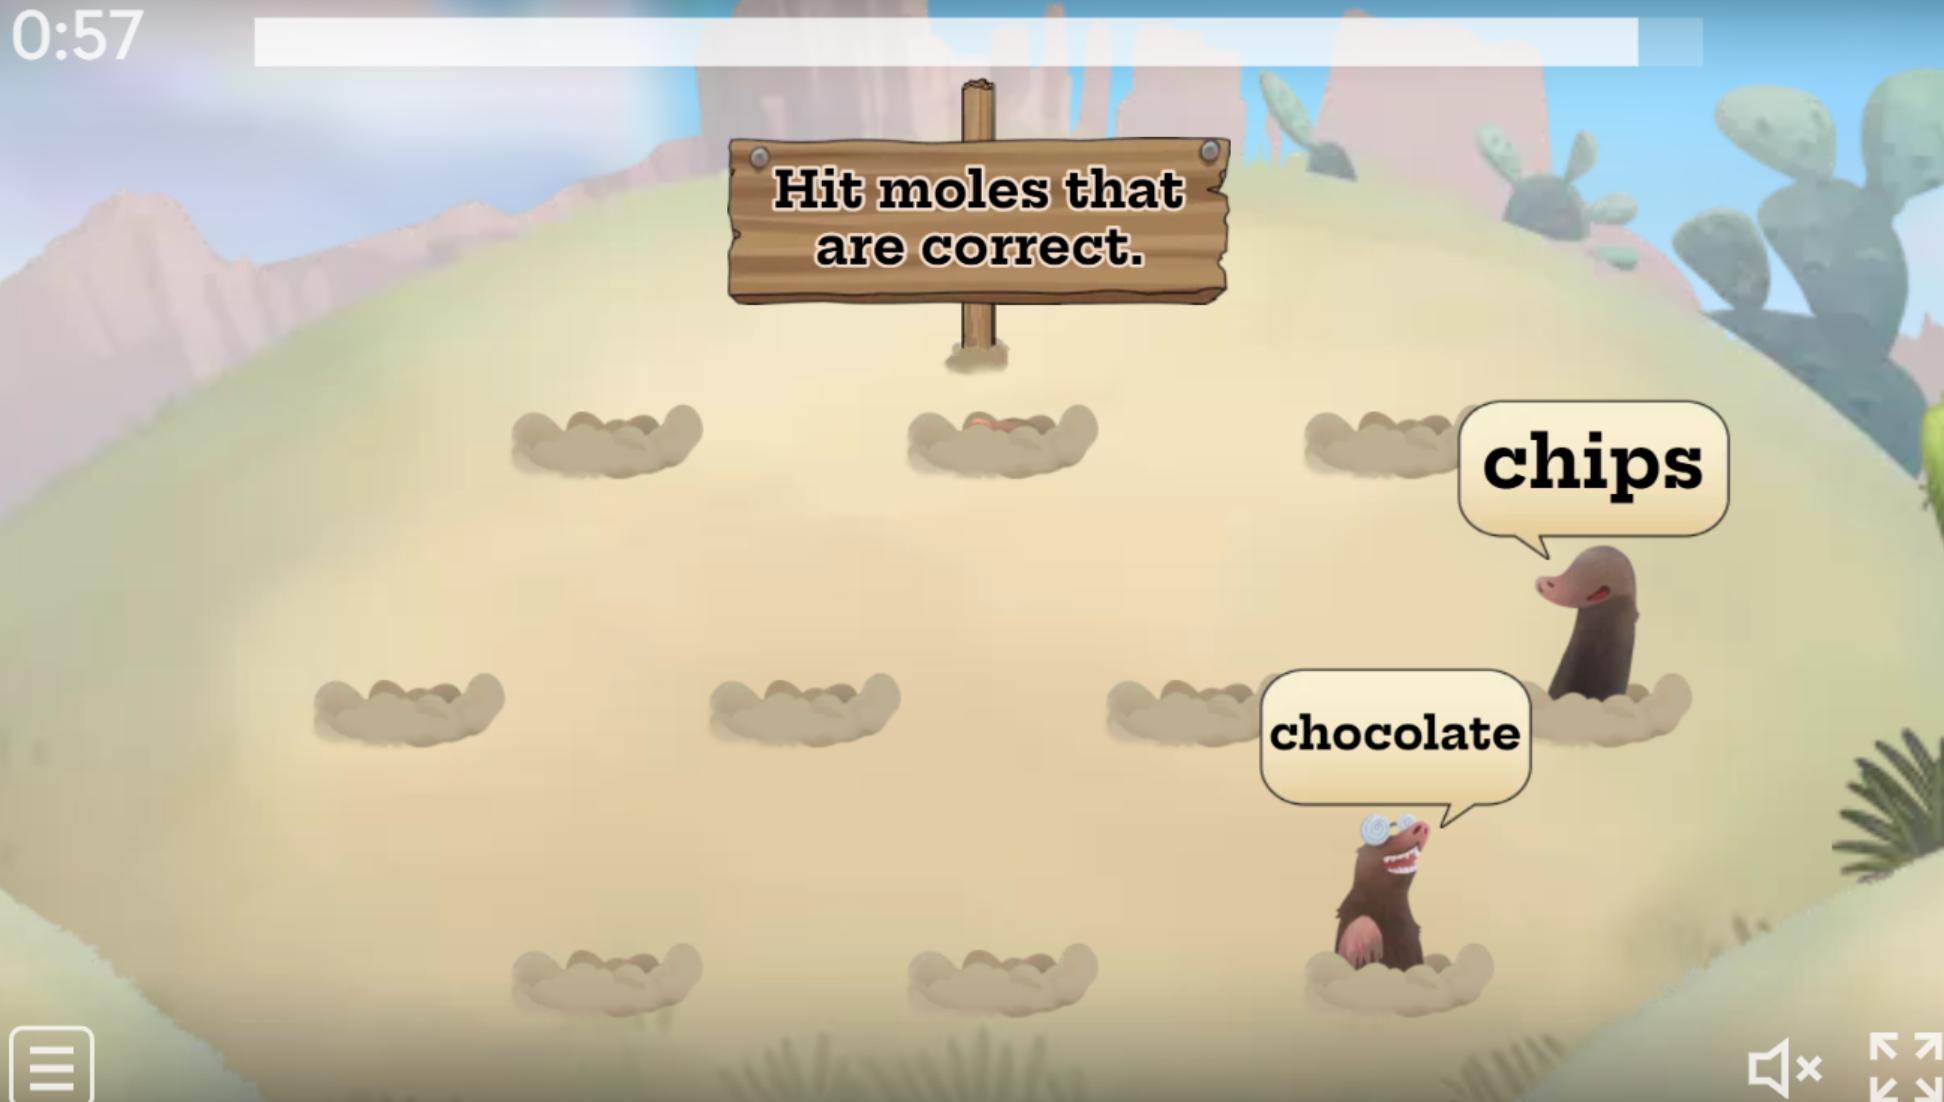 0:57
Hit moles that
are correct.
chips
chocolate